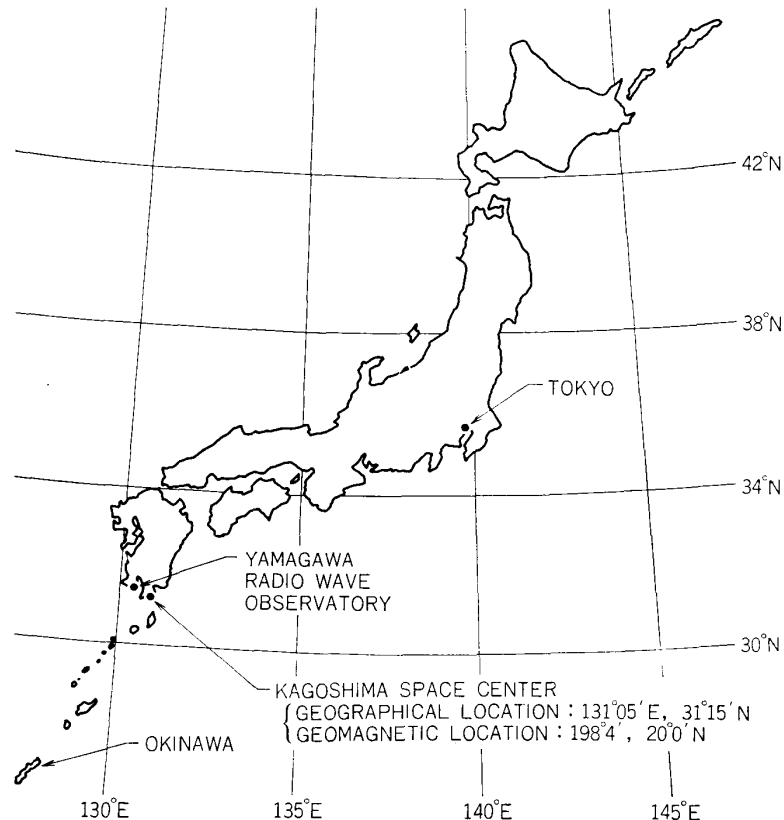 42°N
38°N
TOKYO
34°N
YAMAGAWA
RADIO WAVE
OBSERVATORY
30°N
KAGOSHIMA SPACE CENTER
{GEOGRAPHICAL LOCATION : 131°05′E, 31°15′N
{GEOMAGNETIC LOCATION : 198°4′, 20°0′N
OKINAWA
130°E
135°E
140°E
145°E